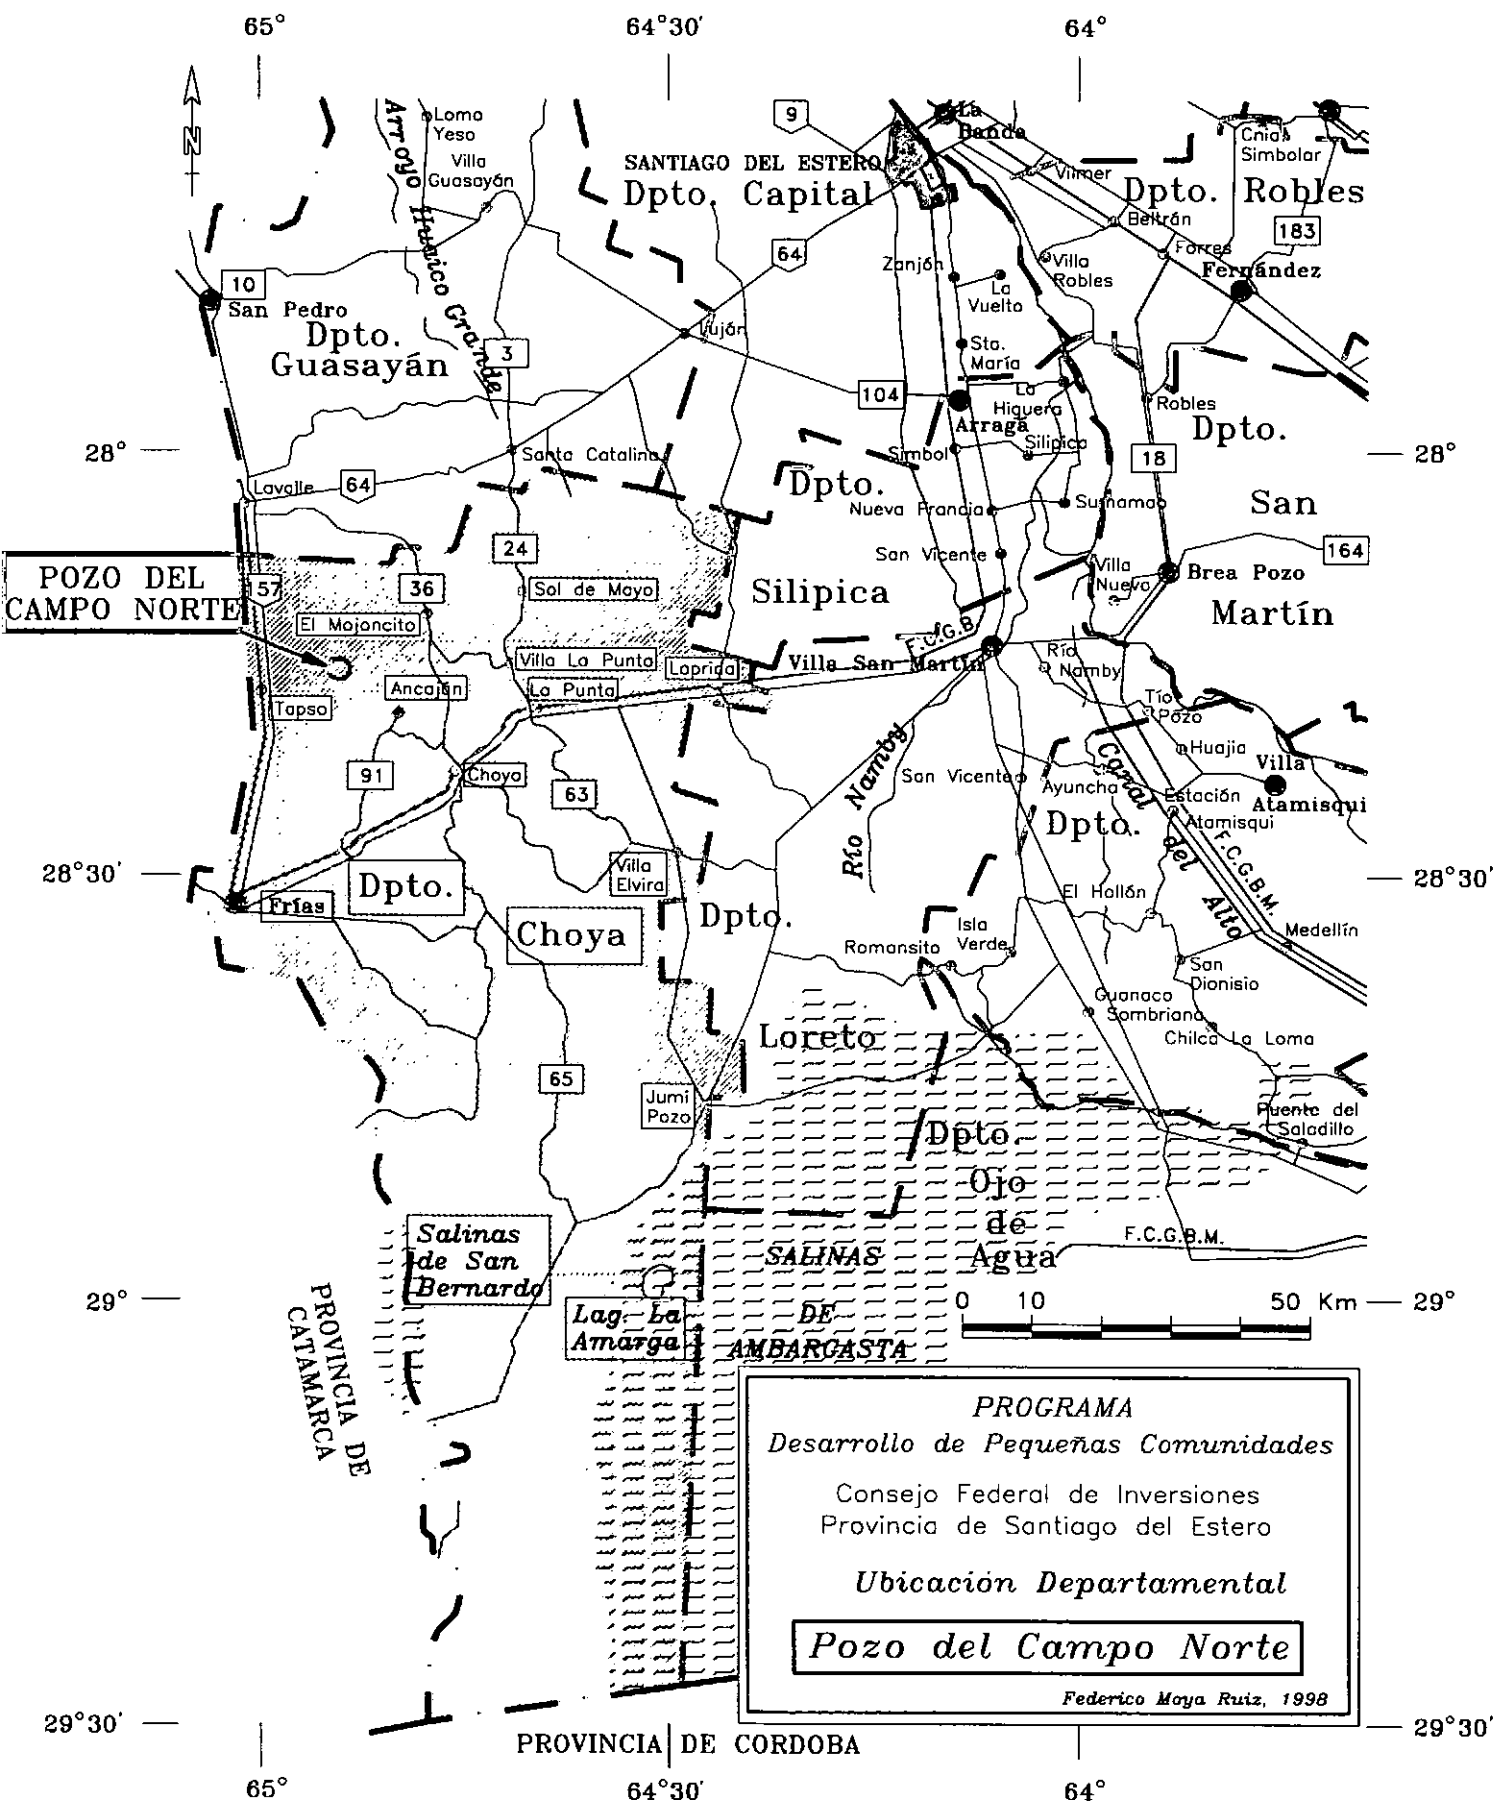 65°
64°30'
64°
Loma
Yeso
Villa
Guasayán
Arroyo Huaico Grande
N
9
La
Banda
SANTIAGO DEL ESTERO
Dpto. Capital
Cnia
Simbolar
Vilmer
Dpto. Robles
Beltrán
183
Forres
Fernández
64
Zanjón
La
Vuelta
Villa
Robles
10
San Pedro
Dpto.
Guasayán
3
Luján
Sta.
María
104
La
Higuera
Arraga
Robles
Dpto.
28°
Santa Catalina
Simbol
Silipica
18
28°
Lavalle
64
Dpto.
San
Nueva Francia
Sumamao
24
San Vicente
164
POZO DEL
CAMPO NORTE
57
36
Sol de Mayo
Silipica
Villa
Nueva
Brea Pozo
Martín
El Mojoncito
F.C.G.B.
Villa La Punta
Laprida
Villa San Martín
Río
Namby
Ancaján
La Punta
Tapso
Tío
Pozo
Huajia
91
Choya
63
Río Namby
San Vicente
Ayuncha
Canal del Alto
Villa
Atamisqui
Estación
Atamisqui
Dpto.
F.C.G.B.M.
28°30'
Villa
Elvira
28°30'
Dpto.
Frías
Choya
Dpto.
El Hoyón
Isla
Verde
Romansito
Medellín
San
Dionisio
Guanaco
Sombriana
Loreto
Chilca La Loma
65
Jumi
Pozo
Puente del
Saladillo
Dpto.
Ojo
de
Agua
F.C.G.B.M.
Salinas
de San
Bernardo
SALINAS
DE
AMBARGASTA
29°
Lag. La
Amarga
0 10 50 Km
29°
PROVINCIA DE
CATAMARCA
PROGRAMA
Desarrollo de Pequeñas Comunidades
Consejo Federal de Inversiones
Provincia de Santiago del Estero
Ubicación Departamental
Pozo del Campo Norte
Federico Moya Ruiz, 1998
29°30'
PROVINCIA DE CORDOBA
29°30'
65°
64°30'
64°